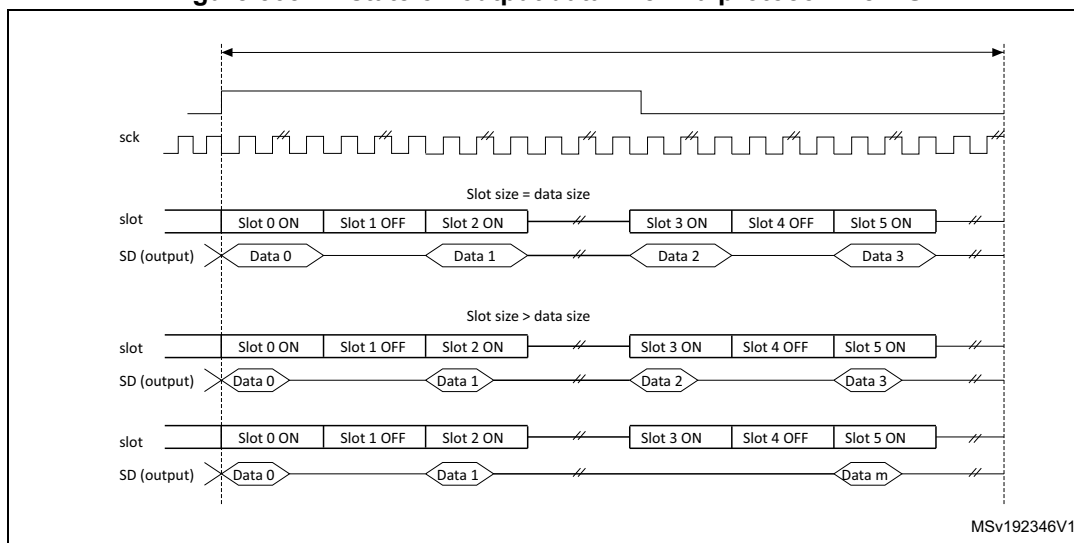 sck
Slot size = data size
slot Slot 0 ON Slot 1 OFF Slot 2 ON Slot 3 ON Slot 4 OFF Slot 5 ON
SD (output) Data 0 Data 1 Data 2 Data 3
Slot size > data size
slot Slot 0 ON Slot 1 OFF Slot 2 ON Slot 3 ON Slot 4 OFF Slot 5 ON
SD (output) Data 0 Data 1 Data 2 Data 3
slot Slot 0 ON Slot 1 OFF Slot 2 ON Slot 3 ON Slot 4 OFF Slot 5 ON
SD (output) Data 0 Data 1 Data m
MSv192346V1